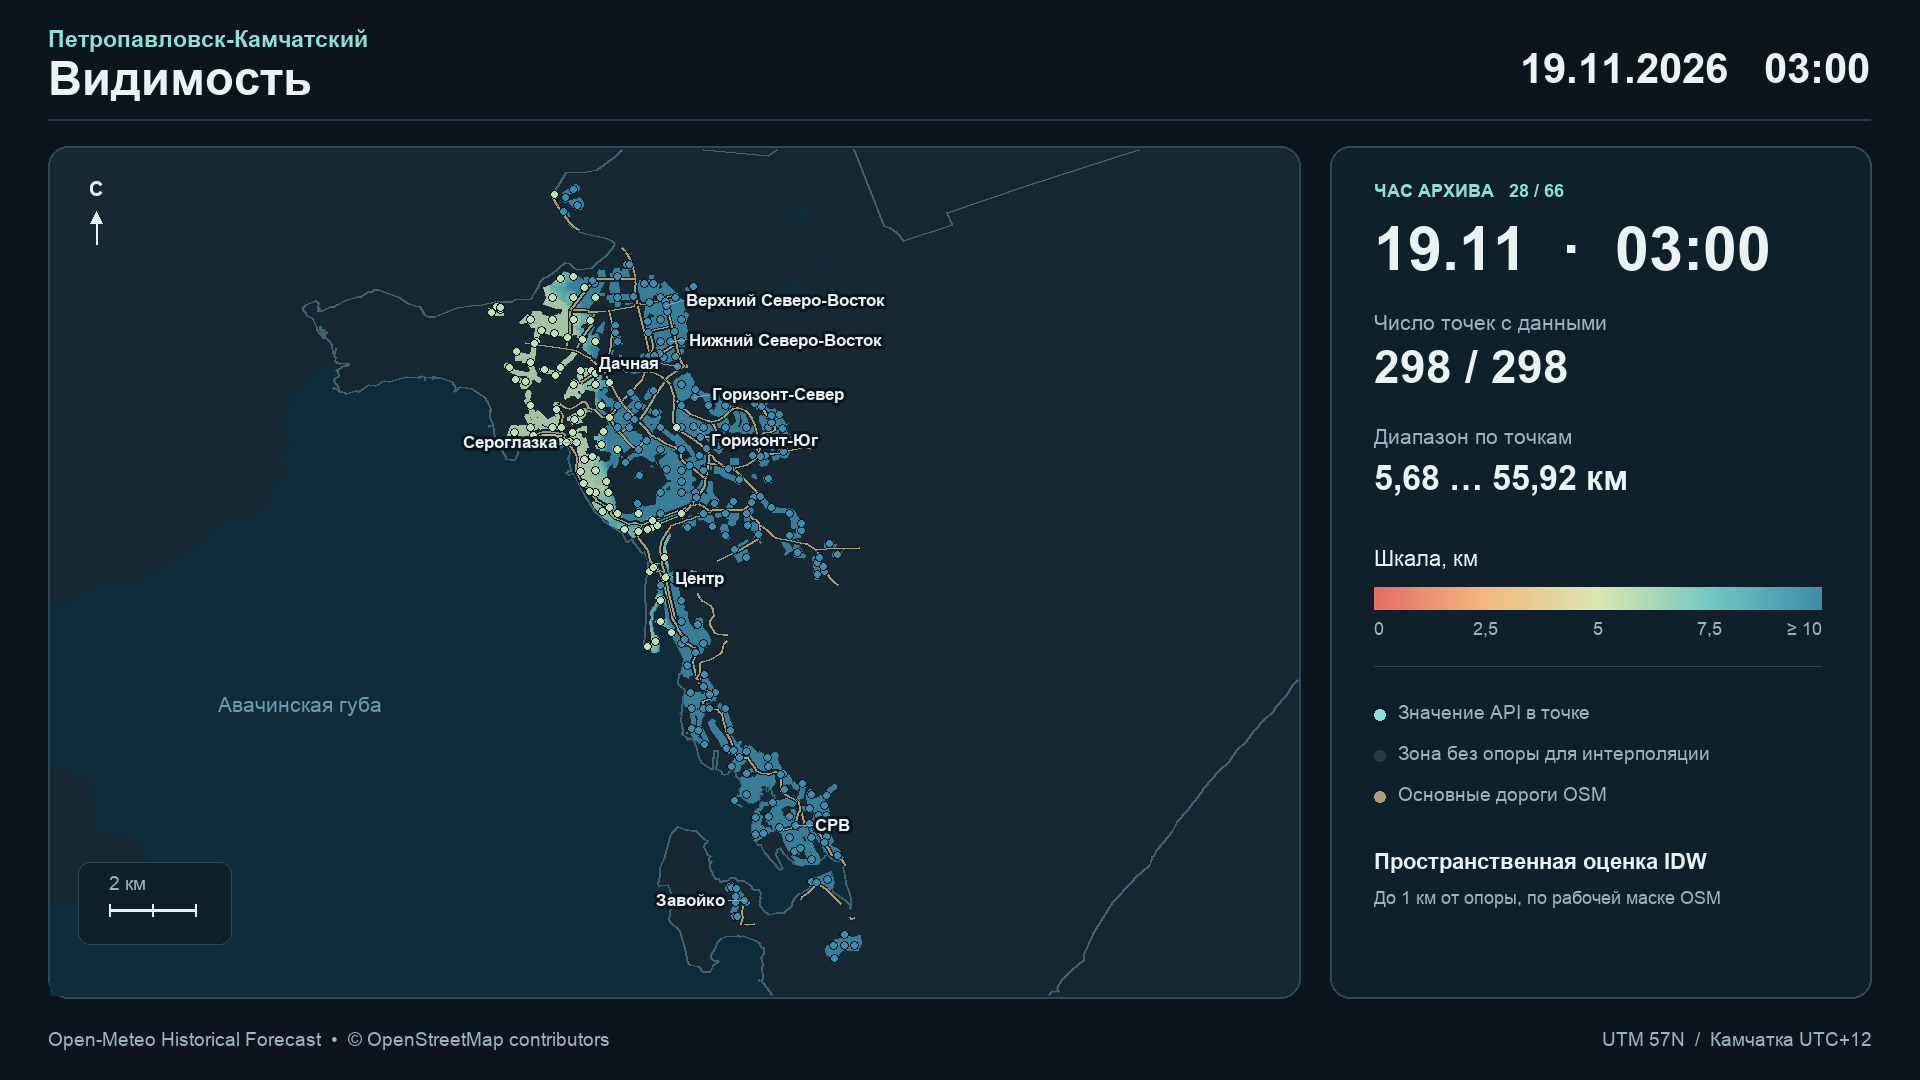 Петропавловск-Камчатский
Видимость
19.11.2026 03:00
С
Верхний Северо-Восток
Нижний Северо-Восток
Дачная
Горизонт-Север
Горизонт-Юг
Сероглазка
Центр
Авачинская губа
СРВ
Завойко
2 км
ЧАС АРХИВА 28 / 66
19.11 · 03:00
Число точек с данными
298 / 298
Диапазон по точкам
5,68 … 55,92 км
Шкала, км
0 2,5 5 7,5 ≥ 10
Значение API в точке
Зона без опоры для интерполяции
Основные дороги OSM
Пространственная оценка IDW
До 1 км от опоры, по рабочей маске OSM
Open-Meteo Historical Forecast • © OpenStreetMap contributors
UTM 57N / Камчатка UTC+12